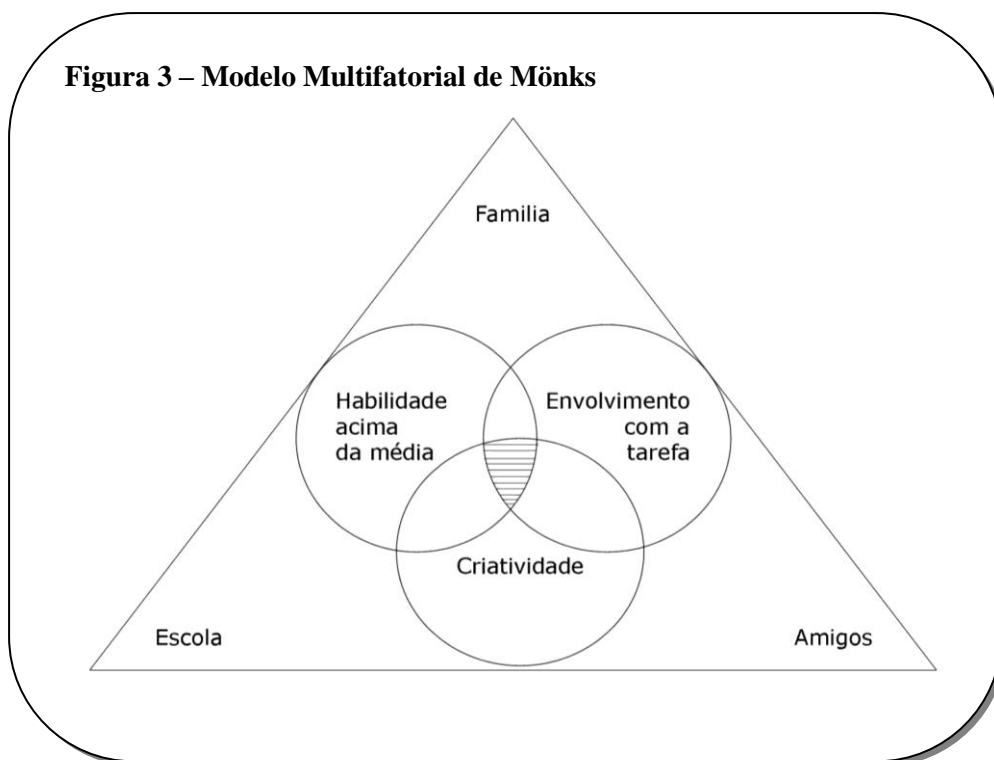 Figura 3 – Modelo Multifatorial de Mönks
Familia
Habilidade
acima
da média
Envolvimento
com a
tarefa
Criatividade
Escola
Amigos